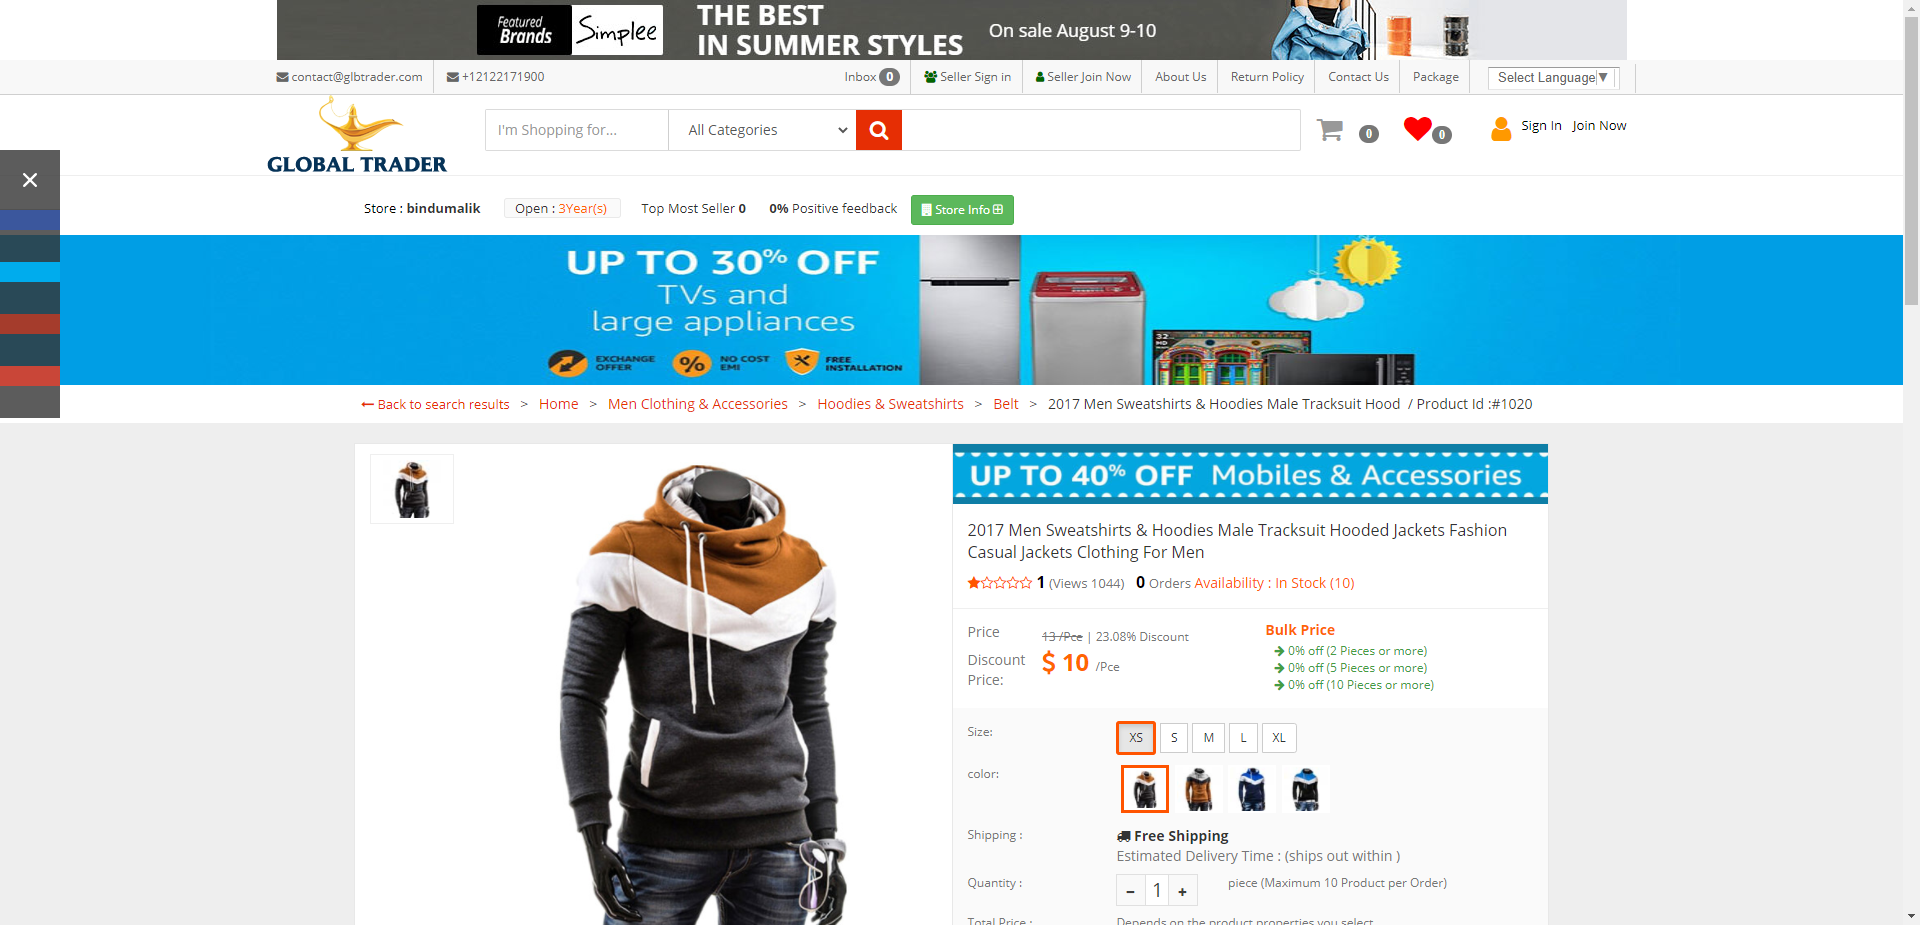 Featured Brands
Simplee
THE BEST
IN SUMMER STYLES
On sale August 9-10
contact@glbtrader.com
+12122171900
Inbox 0
Seller Sign in
Seller Join Now
About Us
Return Policy
Contact Us
Package
Select Language▼
GLOBAL TRADER
I'm Shopping for...
All Categories
0
0
Sign In
Join Now
Store : bindumalik
Open : 3Year(s)
Top Most Seller 0
0% Positive feedback
Store Info
UP TO 30% OFF
TVs and
large appliances
EXCHANGE OFFER
NO COST EMI
FREE INSTALLATION
32
HD
Back to search results > Home > Men Clothing & Accessories > Hoodies & Sweatshirts > Belt > 2017 Men Sweatshirts & Hoodies Male Tracksuit Hood / Product Id :#1020
UP TO 40% OFF Mobiles & Accessories
2017 Men Sweatshirts & Hoodies Male Tracksuit Hooded Jackets Fashion
Casual Jackets Clothing For Men
1 (Views 1044) 0 Orders Availability : In Stock (10)
Price 13 /Pce | 23.08% Discount
Discount Price: $ 10 /Pce
Bulk Price
0% off (2 Pieces or more)
0% off (5 Pieces or more)
0% off (10 Pieces or more)
Size: XS S M L XL
color:
Shipping : Free Shipping
Estimated Delivery Time : (ships out within )
Quantity : − 1 + piece (Maximum 10 Product per Order)
Total Price : Depends on the product properties you select